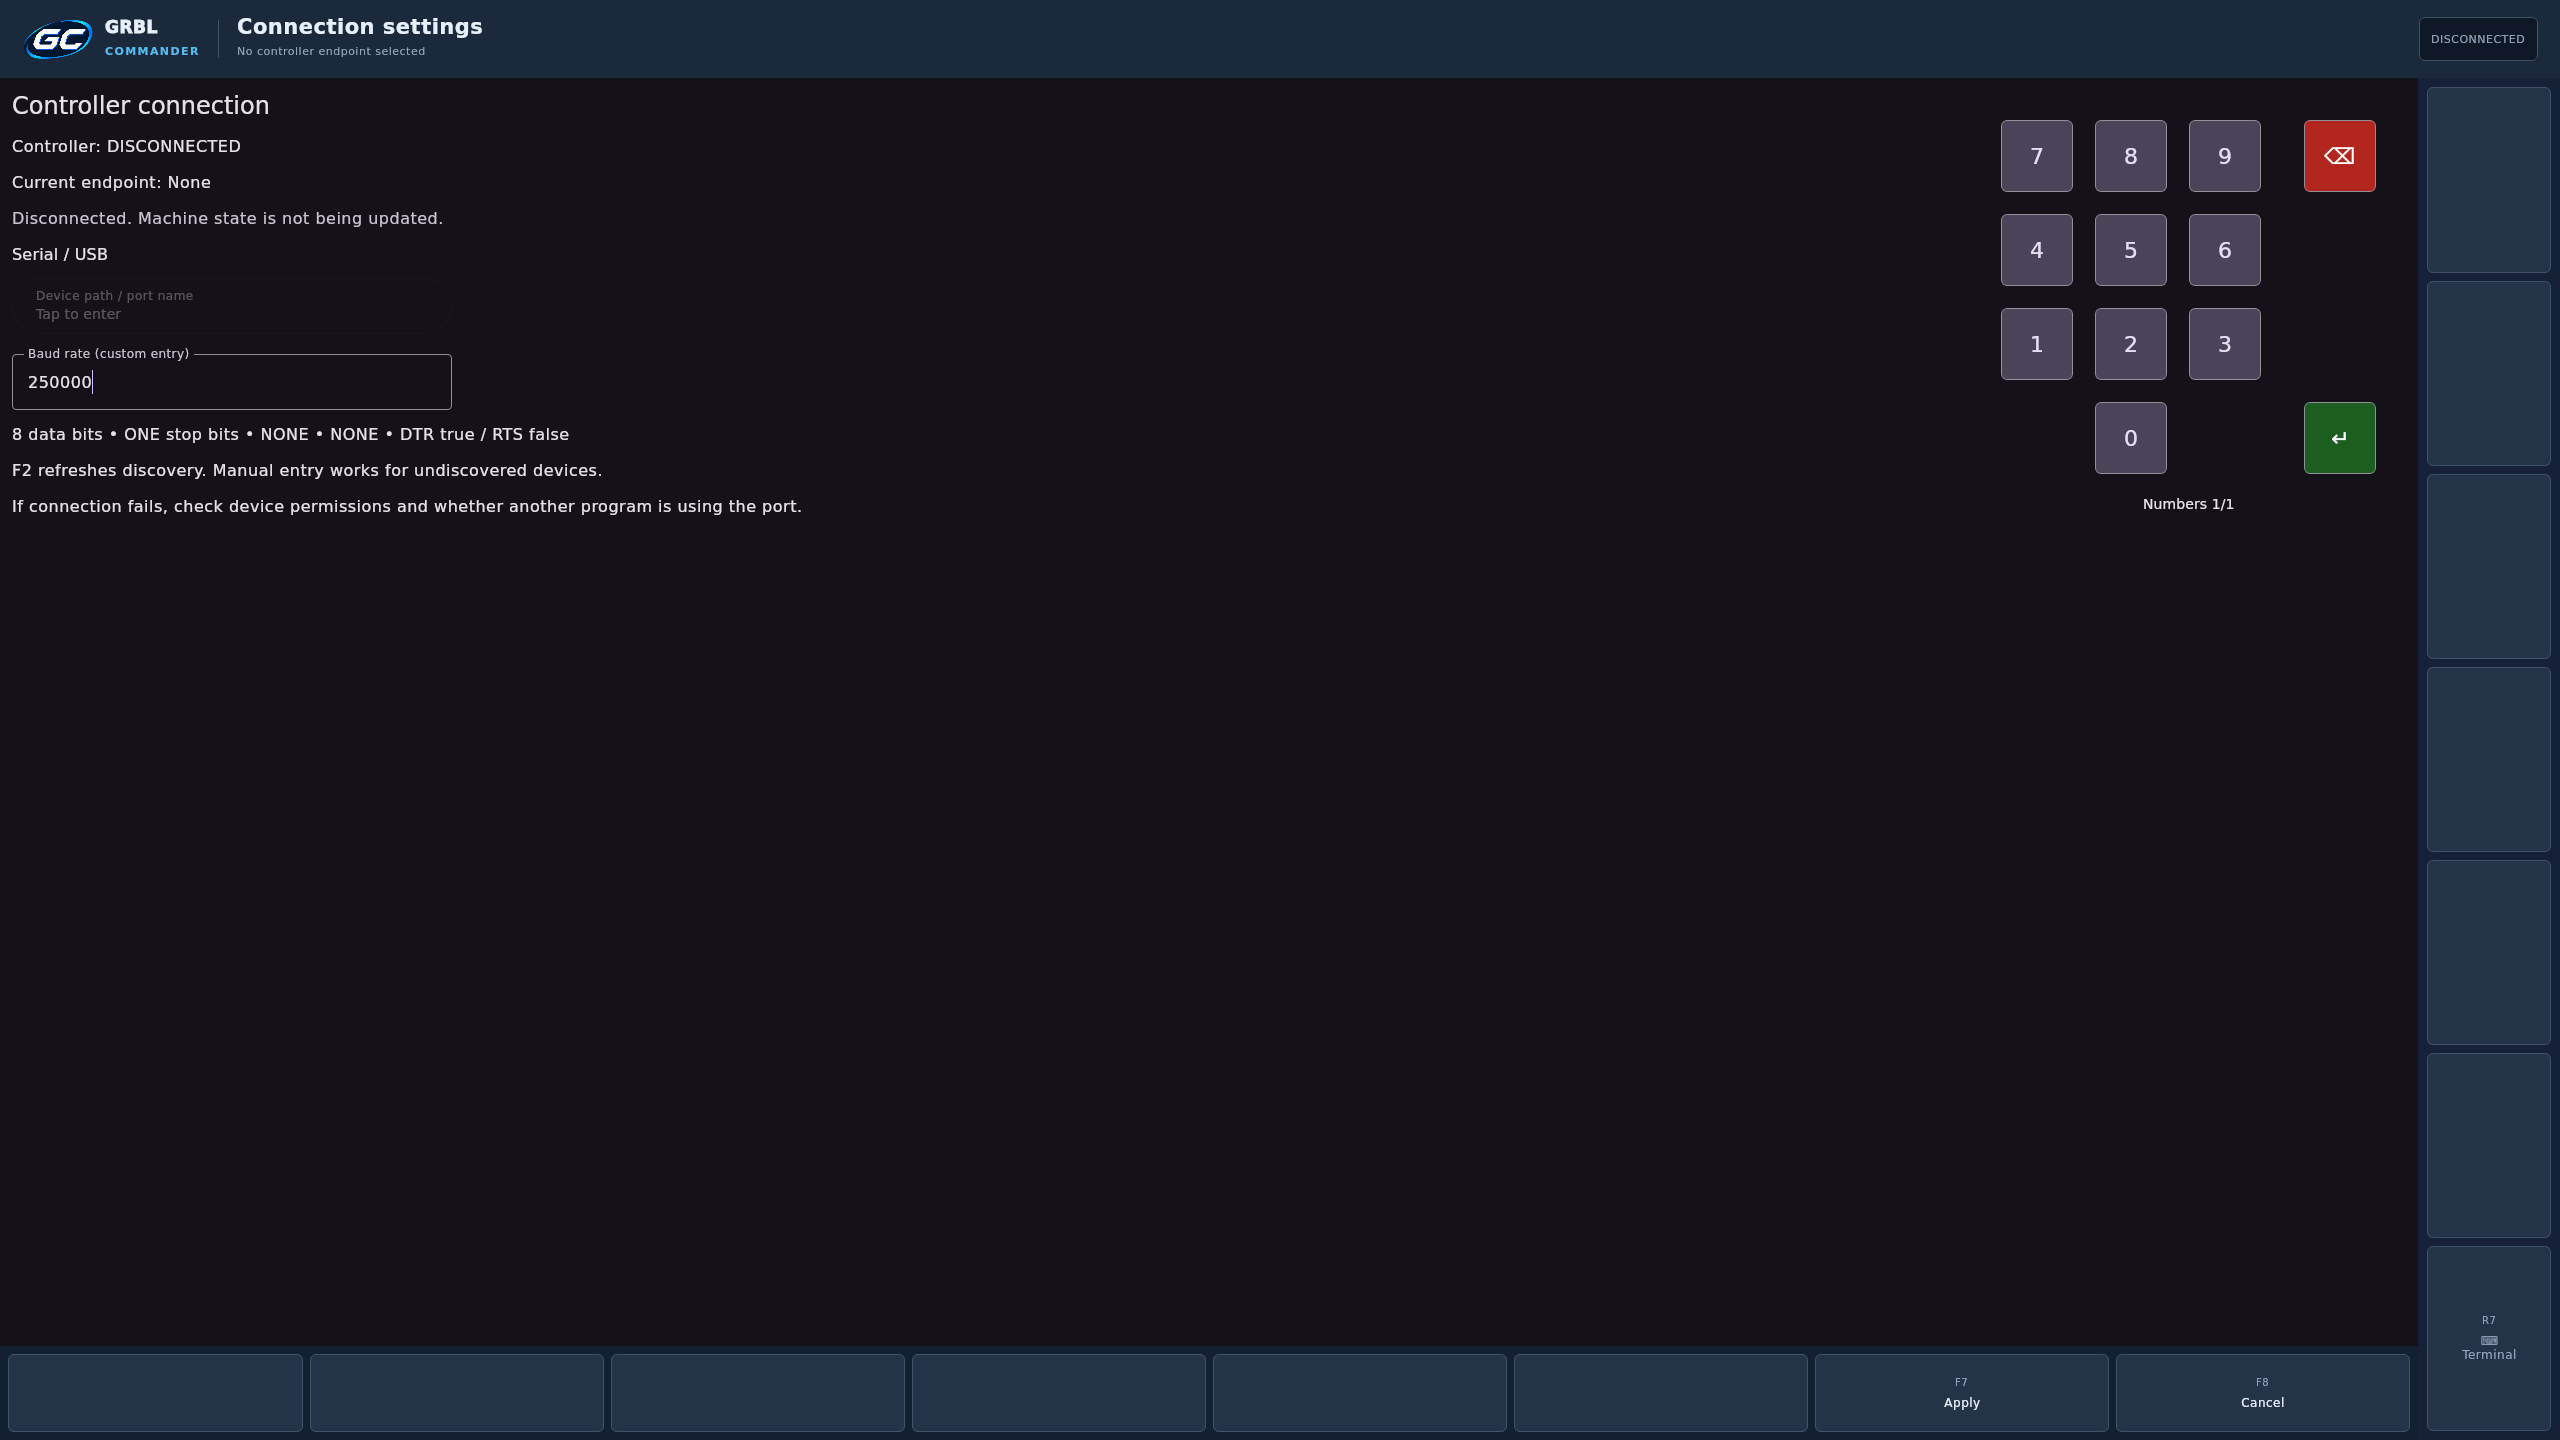 GC
GRBL
COMMANDER
Connection settings
No controller endpoint selected
DISCONNECTED
Controller connection
Controller: DISCONNECTED
Current endpoint: None
Disconnected. Machine state is not being updated.
Serial / USB
Device path / port name
Tap to enter
Baud rate (custom entry)
250000
8 data bits • ONE stop bits • NONE • NONE • DTR true / RTS false
F2 refreshes discovery. Manual entry works for undiscovered devices.
If connection fails, check device permissions and whether another program is using the port.
7 8 9 ⌫
4 5 6
1 2 3
0 ↵
Numbers 1/1
R7
Terminal
F7
Apply
F8
Cancel